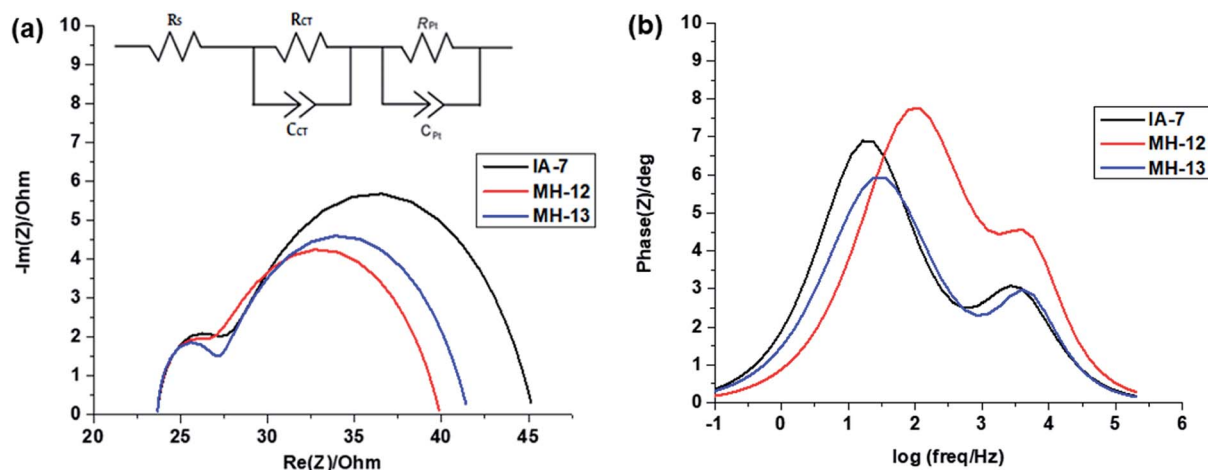 (a)
10
9
8
7
6
5
4
3
2
1
0
-Im(Z)/Ohm
20 25 30 35 40 45
Re(Z)/Ohm
RS RCT RPt
CCT CPt
IA-7
MH-12
MH-13
(b)
10
9
8
7
6
5
4
3
2
1
0
Phase(Z)/deg
-1 0 1 2 3 4 5 6
log (freq/Hz)
IA-7
MH-12
MH-13